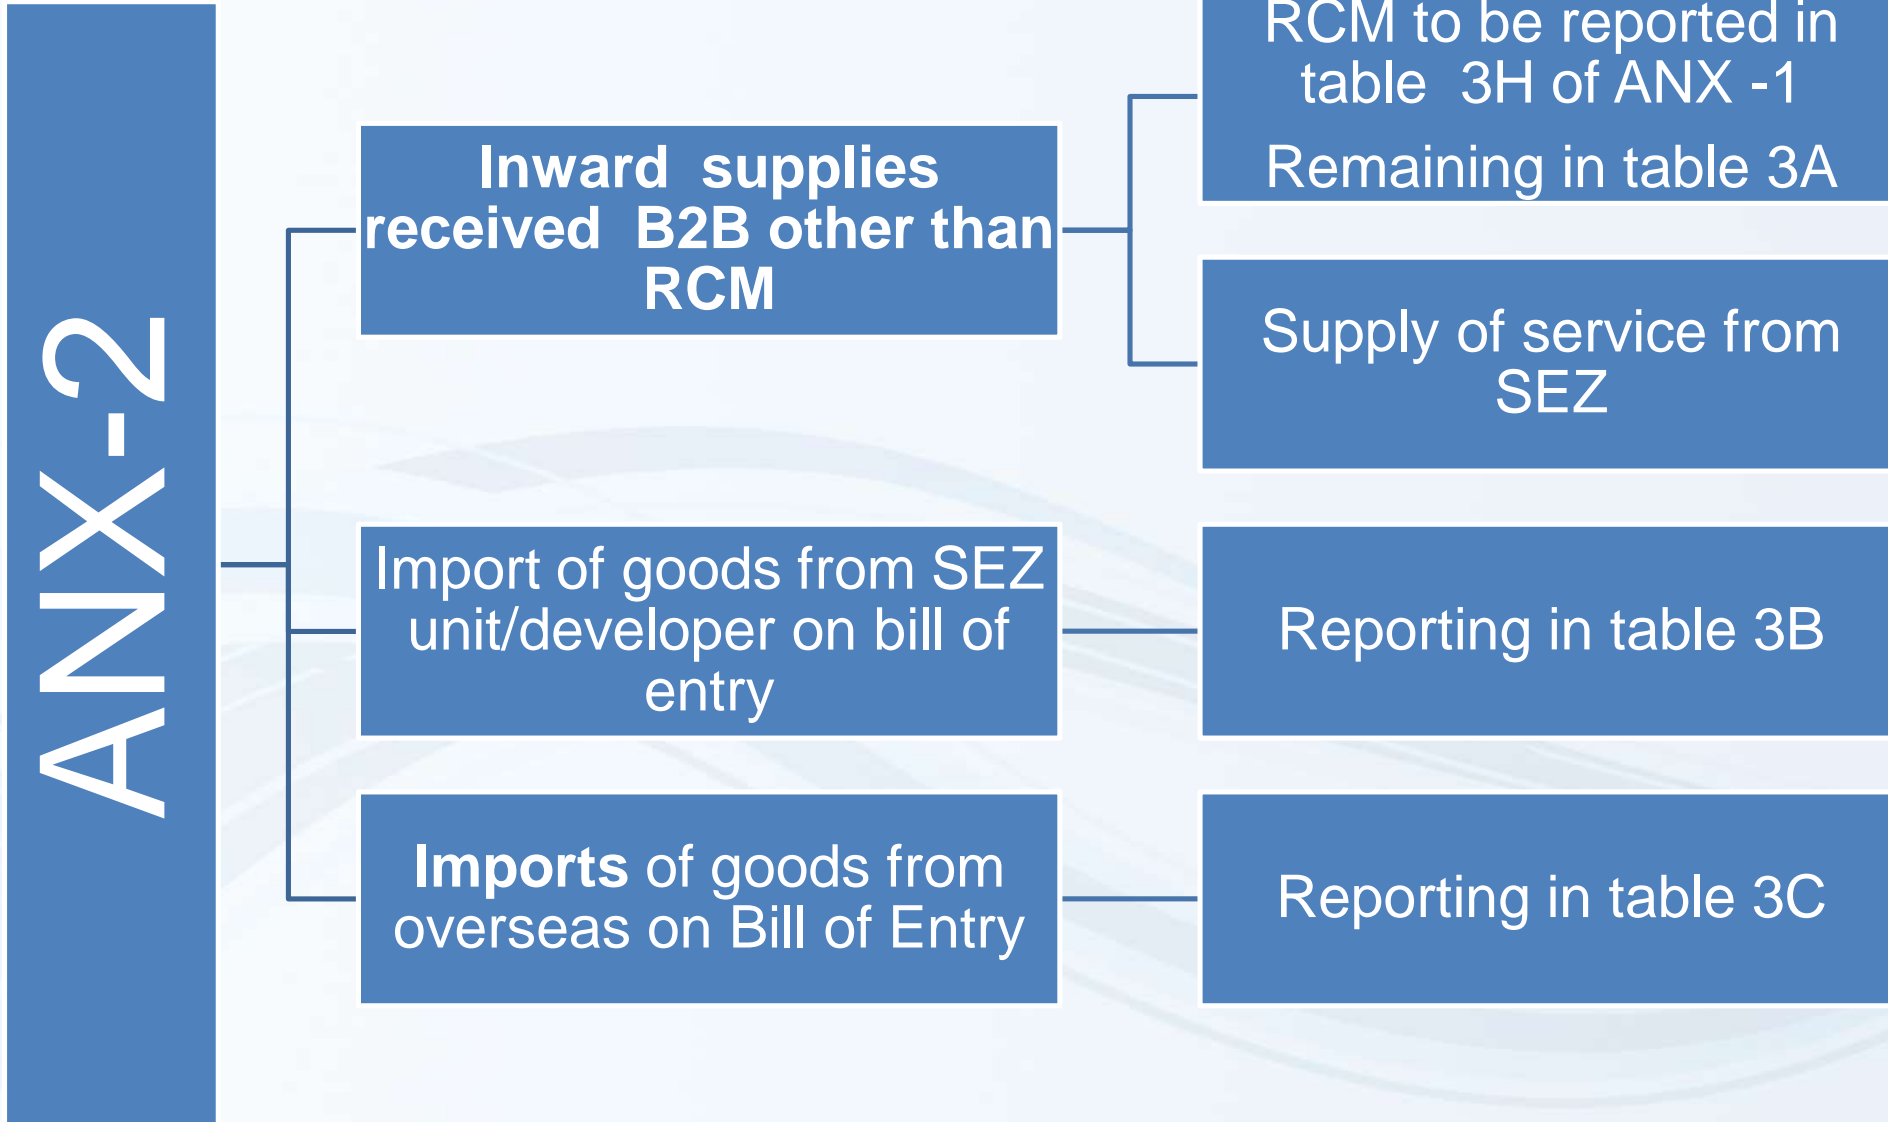 ANX-2
Inward supplies
received B2B other than
RCM
RCM to be reported in
table 3H of ANX -1
Remaining in table 3A
Supply of service from
SEZ
Import of goods from SEZ
unit/developer on bill of
entry
Reporting in table 3B
Imports of goods from
overseas on Bill of Entry
Reporting in table 3C